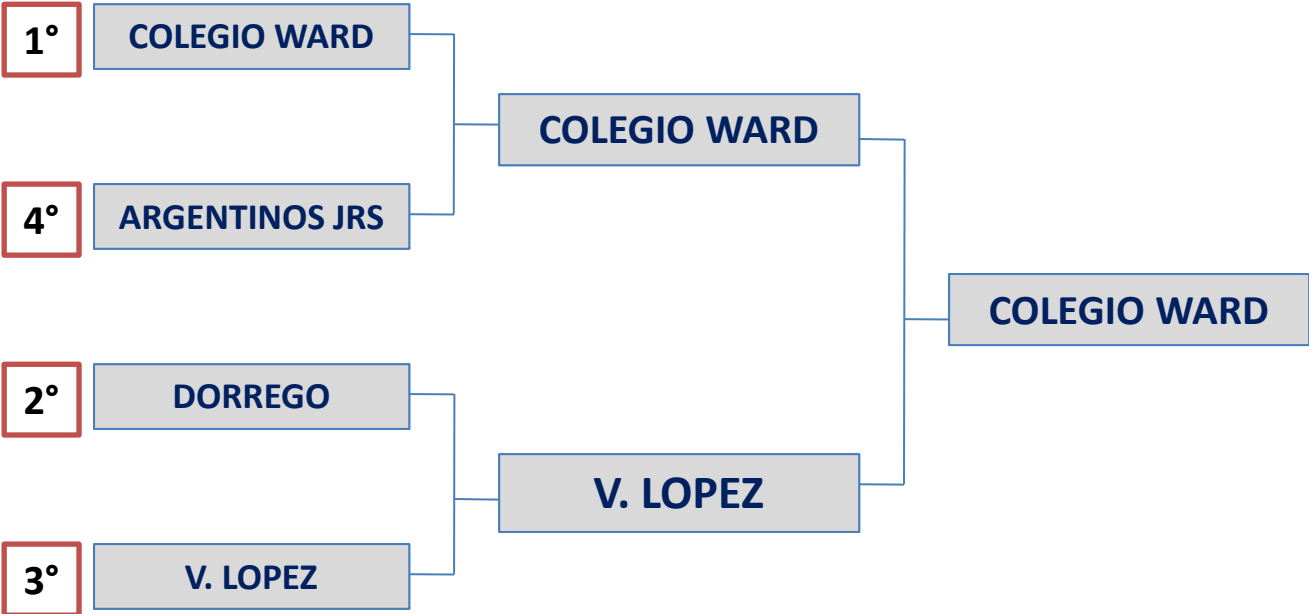 1°
COLEGIO WARD
COLEGIO WARD
4°
ARGENTINOS JRS
COLEGIO WARD
2°
DORREGO
V. LOPEZ
3°
V. LOPEZ